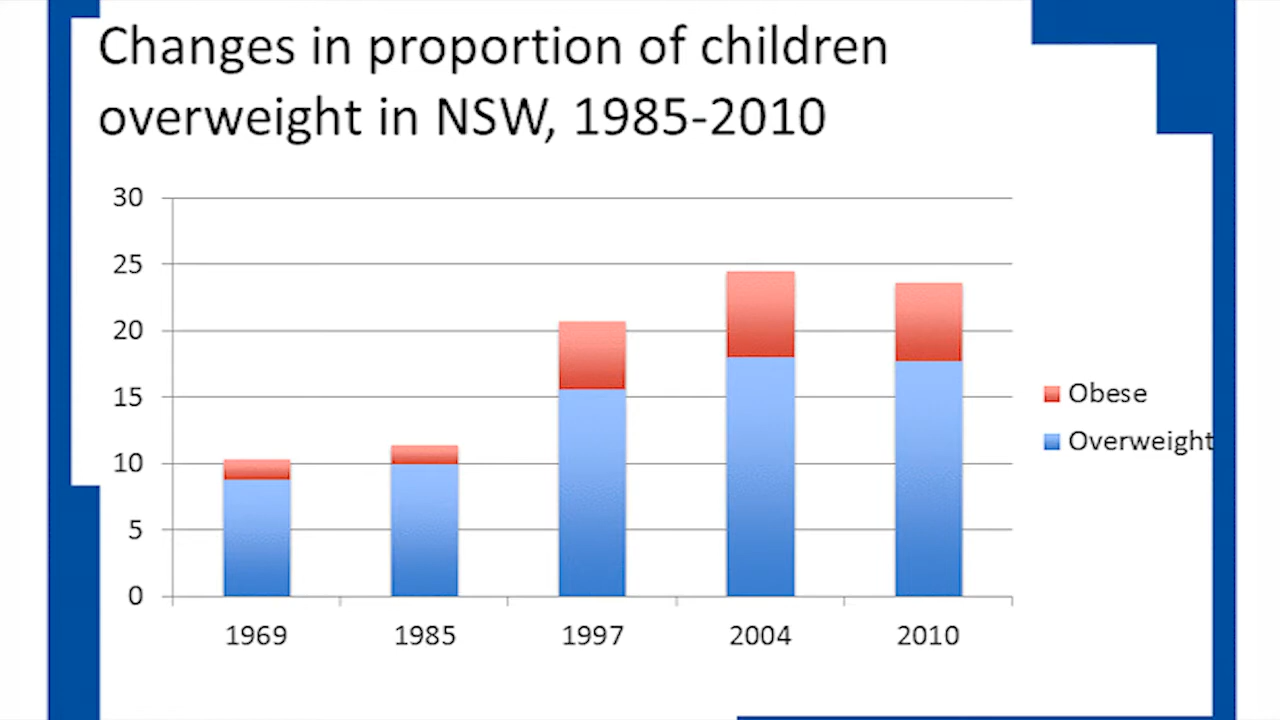 Changes in proportion of children
overweight in NSW, 1985-2010
30
25
20
15
10
5
0
1969 1985 1997 2004 2010
Obese
Overweight